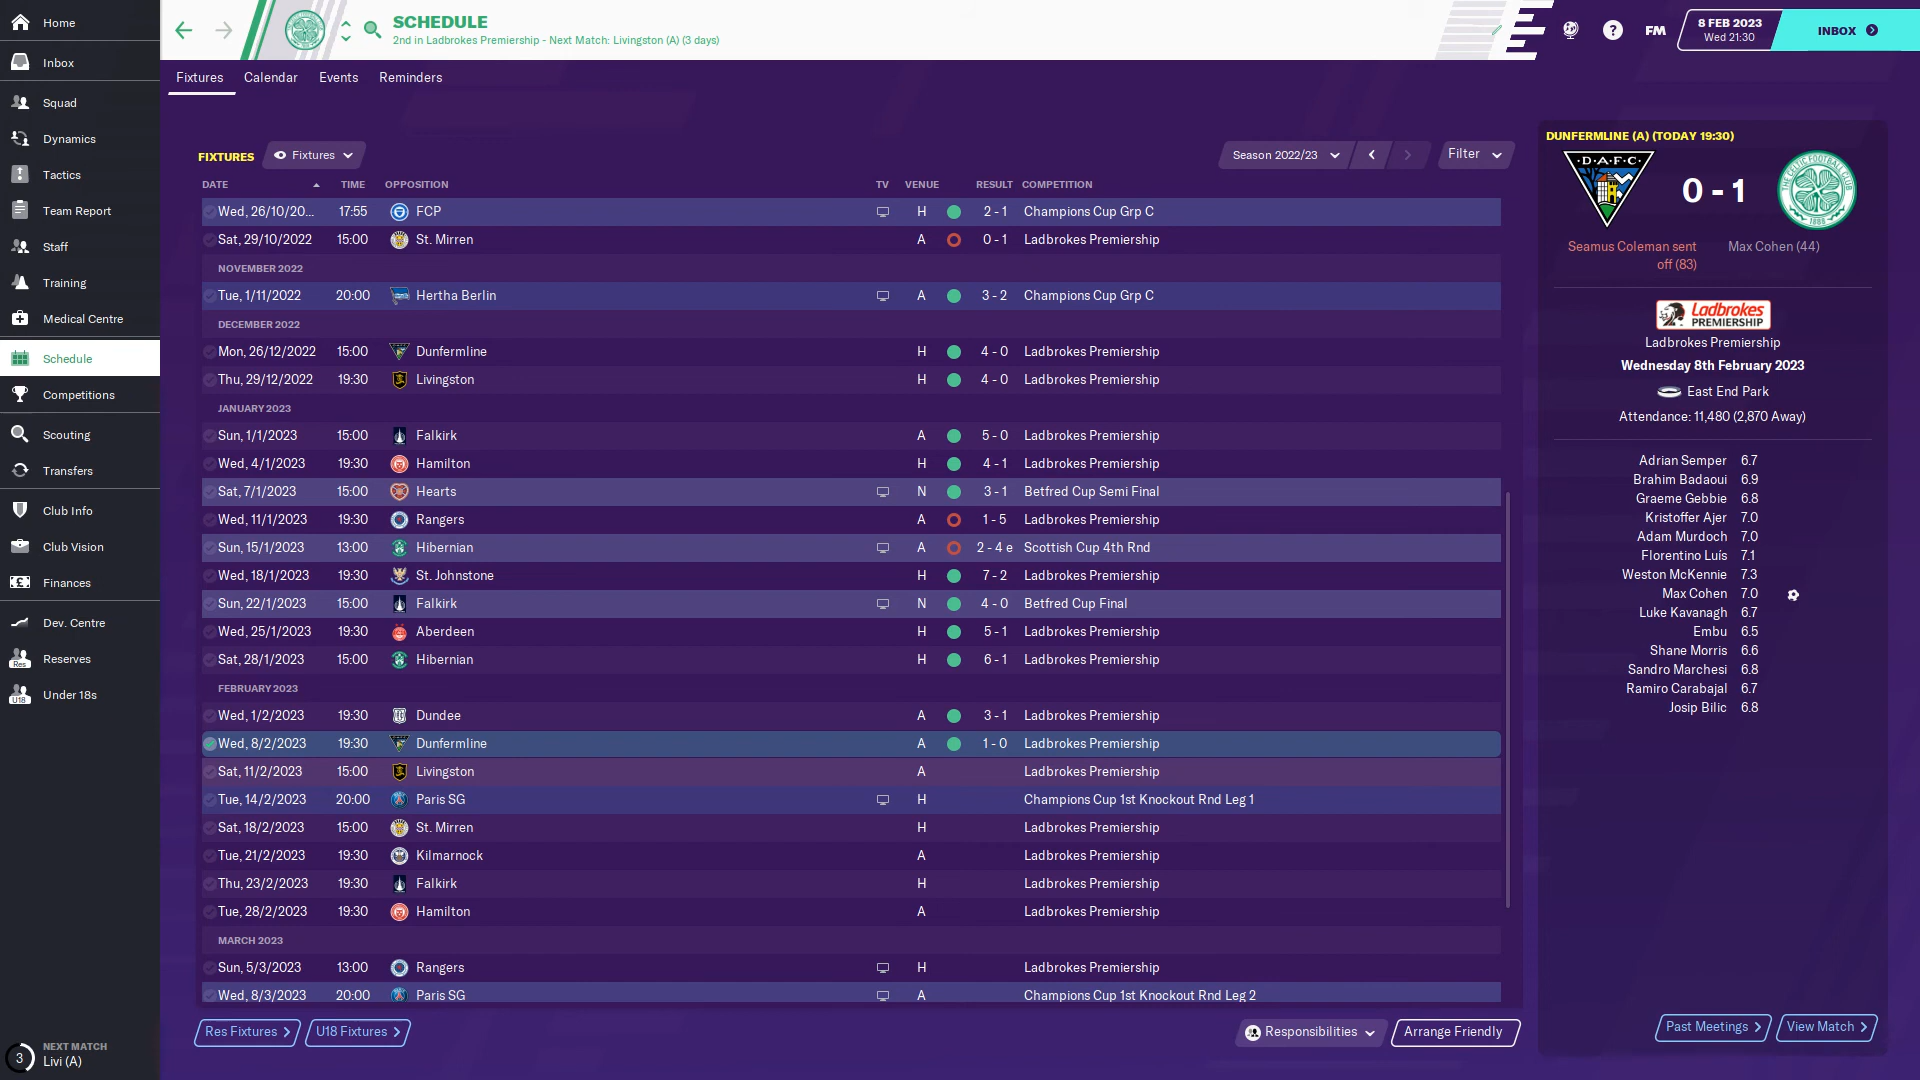 Home
Inbox
Squad
Dynamics
Tactics
Team Report
Staff
Training
Medical Centre
Schedule
Competitions
Scouting
Transfers
Club Info
Club Vision
Finances
Dev. Centre
Res
Reserves
U18
Under 18s
3
NEXT MATCH
Livi (A)
SCHEDULE
2nd in Ladbrokes Premiership - Next Match: Livingston (A) (3 days)
? FM
8 FEB 2023
Wed 21:30
INBOX
Fixtures Calendar Events Reminders
FIXTURES Fixtures Season 2022/23 Filter
DATE TIME OPPOSITION TV VENUE RESULT COMPETITION
Wed, 26/10/20... 17:55 FCP H 2 - 1 Champions Cup Grp C
Sat, 29/10/2022 15:00 St. Mirren A 0 - 1 Ladbrokes Premiership
NOVEMBER 2022
Tue, 1/11/2022 20:00 Hertha Berlin A 3 - 2 Champions Cup Grp C
DECEMBER 2022
Mon, 26/12/2022 15:00 Dunfermline H 4 - 0 Ladbrokes Premiership
Thu, 29/12/2022 19:30 Livingston H 4 - 0 Ladbrokes Premiership
JANUARY 2023
Sun, 1/1/2023 15:00 Falkirk A 5 - 0 Ladbrokes Premiership
Wed, 4/1/2023 19:30 Hamilton H 4 - 1 Ladbrokes Premiership
Sat, 7/1/2023 15:00 Hearts N 3 - 1 Betfred Cup Semi Final
Wed, 11/1/2023 19:30 Rangers A 1 - 5 Ladbrokes Premiership
Sun, 15/1/2023 13:00 Hibernian A 2 - 4 e Scottish Cup 4th Rnd
Wed, 18/1/2023 19:30 St. Johnstone H 7 - 2 Ladbrokes Premiership
Sun, 22/1/2023 15:00 Falkirk N 4 - 0 Betfred Cup Final
Wed, 25/1/2023 19:30 Aberdeen H 5 - 1 Ladbrokes Premiership
Sat, 28/1/2023 15:00 Hibernian H 6 - 1 Ladbrokes Premiership
FEBRUARY 2023
Wed, 1/2/2023 19:30 Dundee A 3 - 1 Ladbrokes Premiership
Wed, 8/2/2023 19:30 Dunfermline A 1 - 0 Ladbrokes Premiership
Sat, 11/2/2023 15:00 Livingston A Ladbrokes Premiership
Tue, 14/2/2023 20:00 Paris SG H Champions Cup 1st Knockout Rnd Leg 1
Sat, 18/2/2023 15:00 St. Mirren H Ladbrokes Premiership
Tue, 21/2/2023 19:30 Kilmarnock A Ladbrokes Premiership
Thu, 23/2/2023 19:30 Falkirk H Ladbrokes Premiership
Tue, 28/2/2023 19:30 Hamilton A Ladbrokes Premiership
MARCH 2023
Sun, 5/3/2023 13:00 Rangers H Ladbrokes Premiership
Wed, 8/3/2023 20:00 Paris SG A Champions Cup 1st Knockout Rnd Leg 2
Res Fixtures U18 Fixtures Responsibilities Arrange Friendly
DUNFERMLINE (A) (TODAY 19:30)
D.A.F.C
0 - 1
THE CELTIC FOOTBALL CLUB
1888
Seamus Coleman sent off (83)
Max Cohen (44)
Ladbrokes
PREMIERSHIP
Ladbrokes Premiership
Wednesday 8th February 2023
East End Park
Attendance: 11,480 (2,870 Away)
Adrian Semper 6.7
Brahim Badaoui 6.9
Graeme Gebbie 6.8
Kristoffer Ajer 7.0
Adam Murdoch 7.0
Florentino Luís 7.1
Weston McKennie 7.3
Max Cohen 7.0
Luke Kavanagh 6.7
Embu 6.5
Shane Morris 6.6
Sandro Marchesi 6.8
Ramiro Carabajal 6.7
Josip Bilic 6.8
Past Meetings View Match